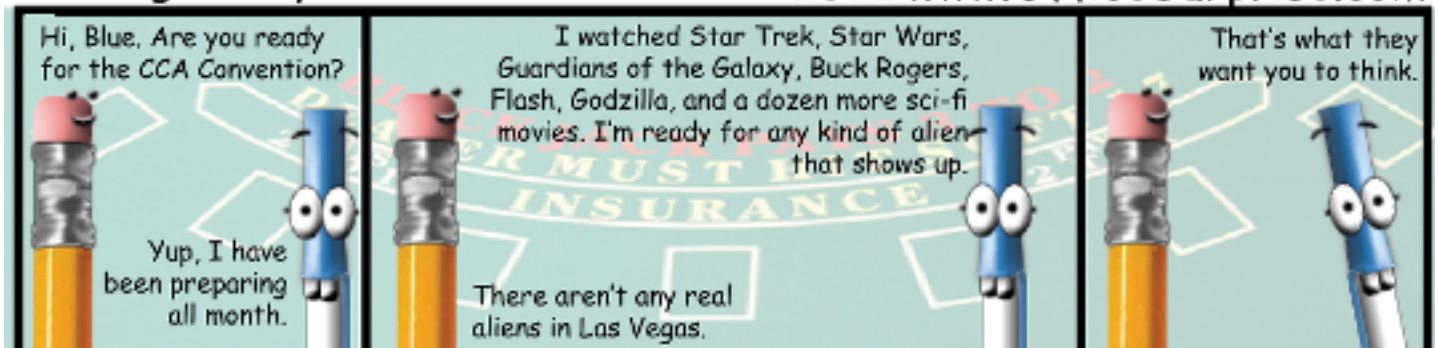 Hi, Blue. Are you ready
for the CCA Convention?
Yup, I have
been preparing
all month.
I watched Star Trek, Star Wars,
Guardians of the Galaxy, Buck Rogers,
Flash, Godzilla, and a dozen more sci-fi
movies. I'm ready for any kind of alien
that shows up.
There aren't any real
aliens in Las Vegas.
That's what they
want you to think.
INSURANCE